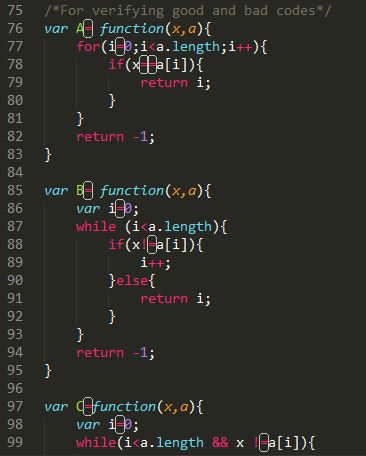 75 /*For verifying good and bad codes*/
76 var A= function(x,a){
77 for(i=0;i<a.length;i++){
78 if(x==a[i]){
79 return i;
80 }
81 }
82 return -1;
83 }
84
85 var B= function(x,a){
86 var i=0;
87 while (i<a.length){
88 if(x!=a[i]){
89 i++;
90 }else{
91 return i;
92 }
93 }
94 return -1;
95 }
96
97 var C=function(x,a){
98 var i=0;
99 while(i<a.length && x !=a[i]){